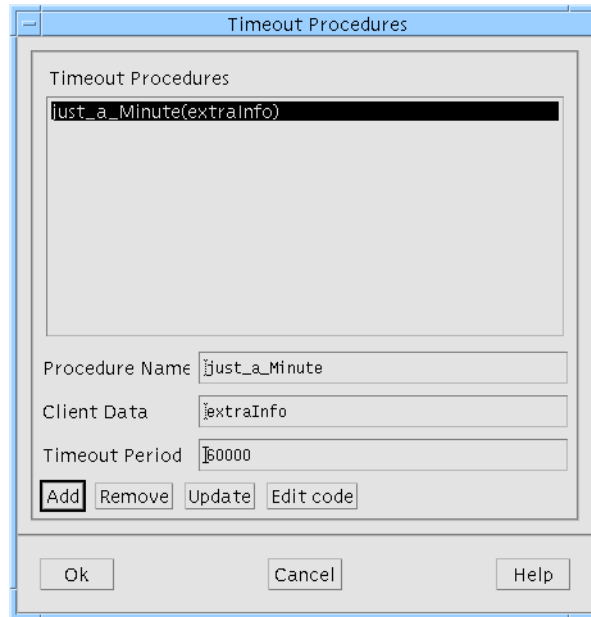 Timeout Procedures
Timeout Procedures
just_a_Minute(extraInfo)
Procedure Name just_a_Minute
Client Data extraInfo
Timeout Period 60000
Add Remove Update Edit code
Ok Cancel Help